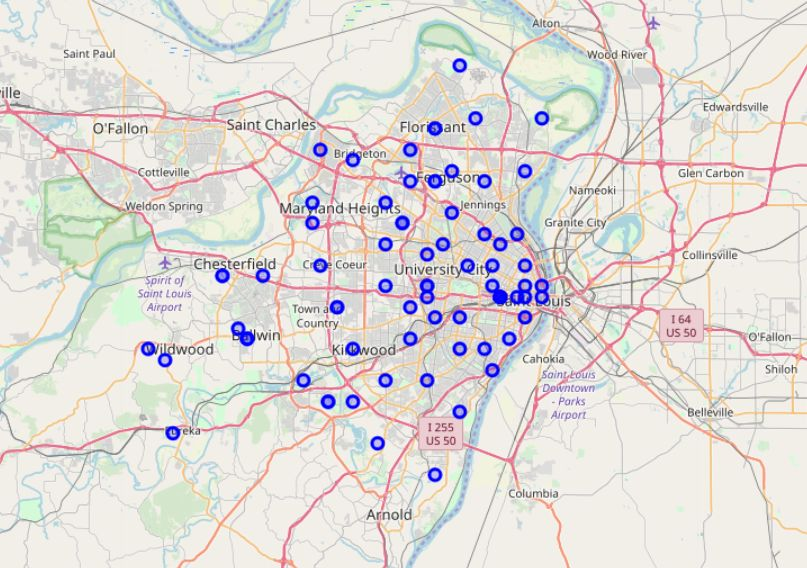 Alton
Saint Paul
Wood River
ville
Edwardsville
O'Fallon
Saint Charles
Florissant
Bridgeton
Cottleville
Ferguson
Glen Carbon
Weldon Spring
Maryland Heights
Jennings
Nameoki
Granite City
Collinsville
Chesterfield
Creve Coeur
University City
Spirit of
Saint Louis
Airport
Saint Louis
Town and
Country
I 64
US 50
Ballwin
O'Fallon
Wildwood
Kirkwood
Cahokia
Shiloh
Saint Louis
Downtown
- Parks
Airport
Belleville
Eureka
I 255
US 50
Columbia
Arnold